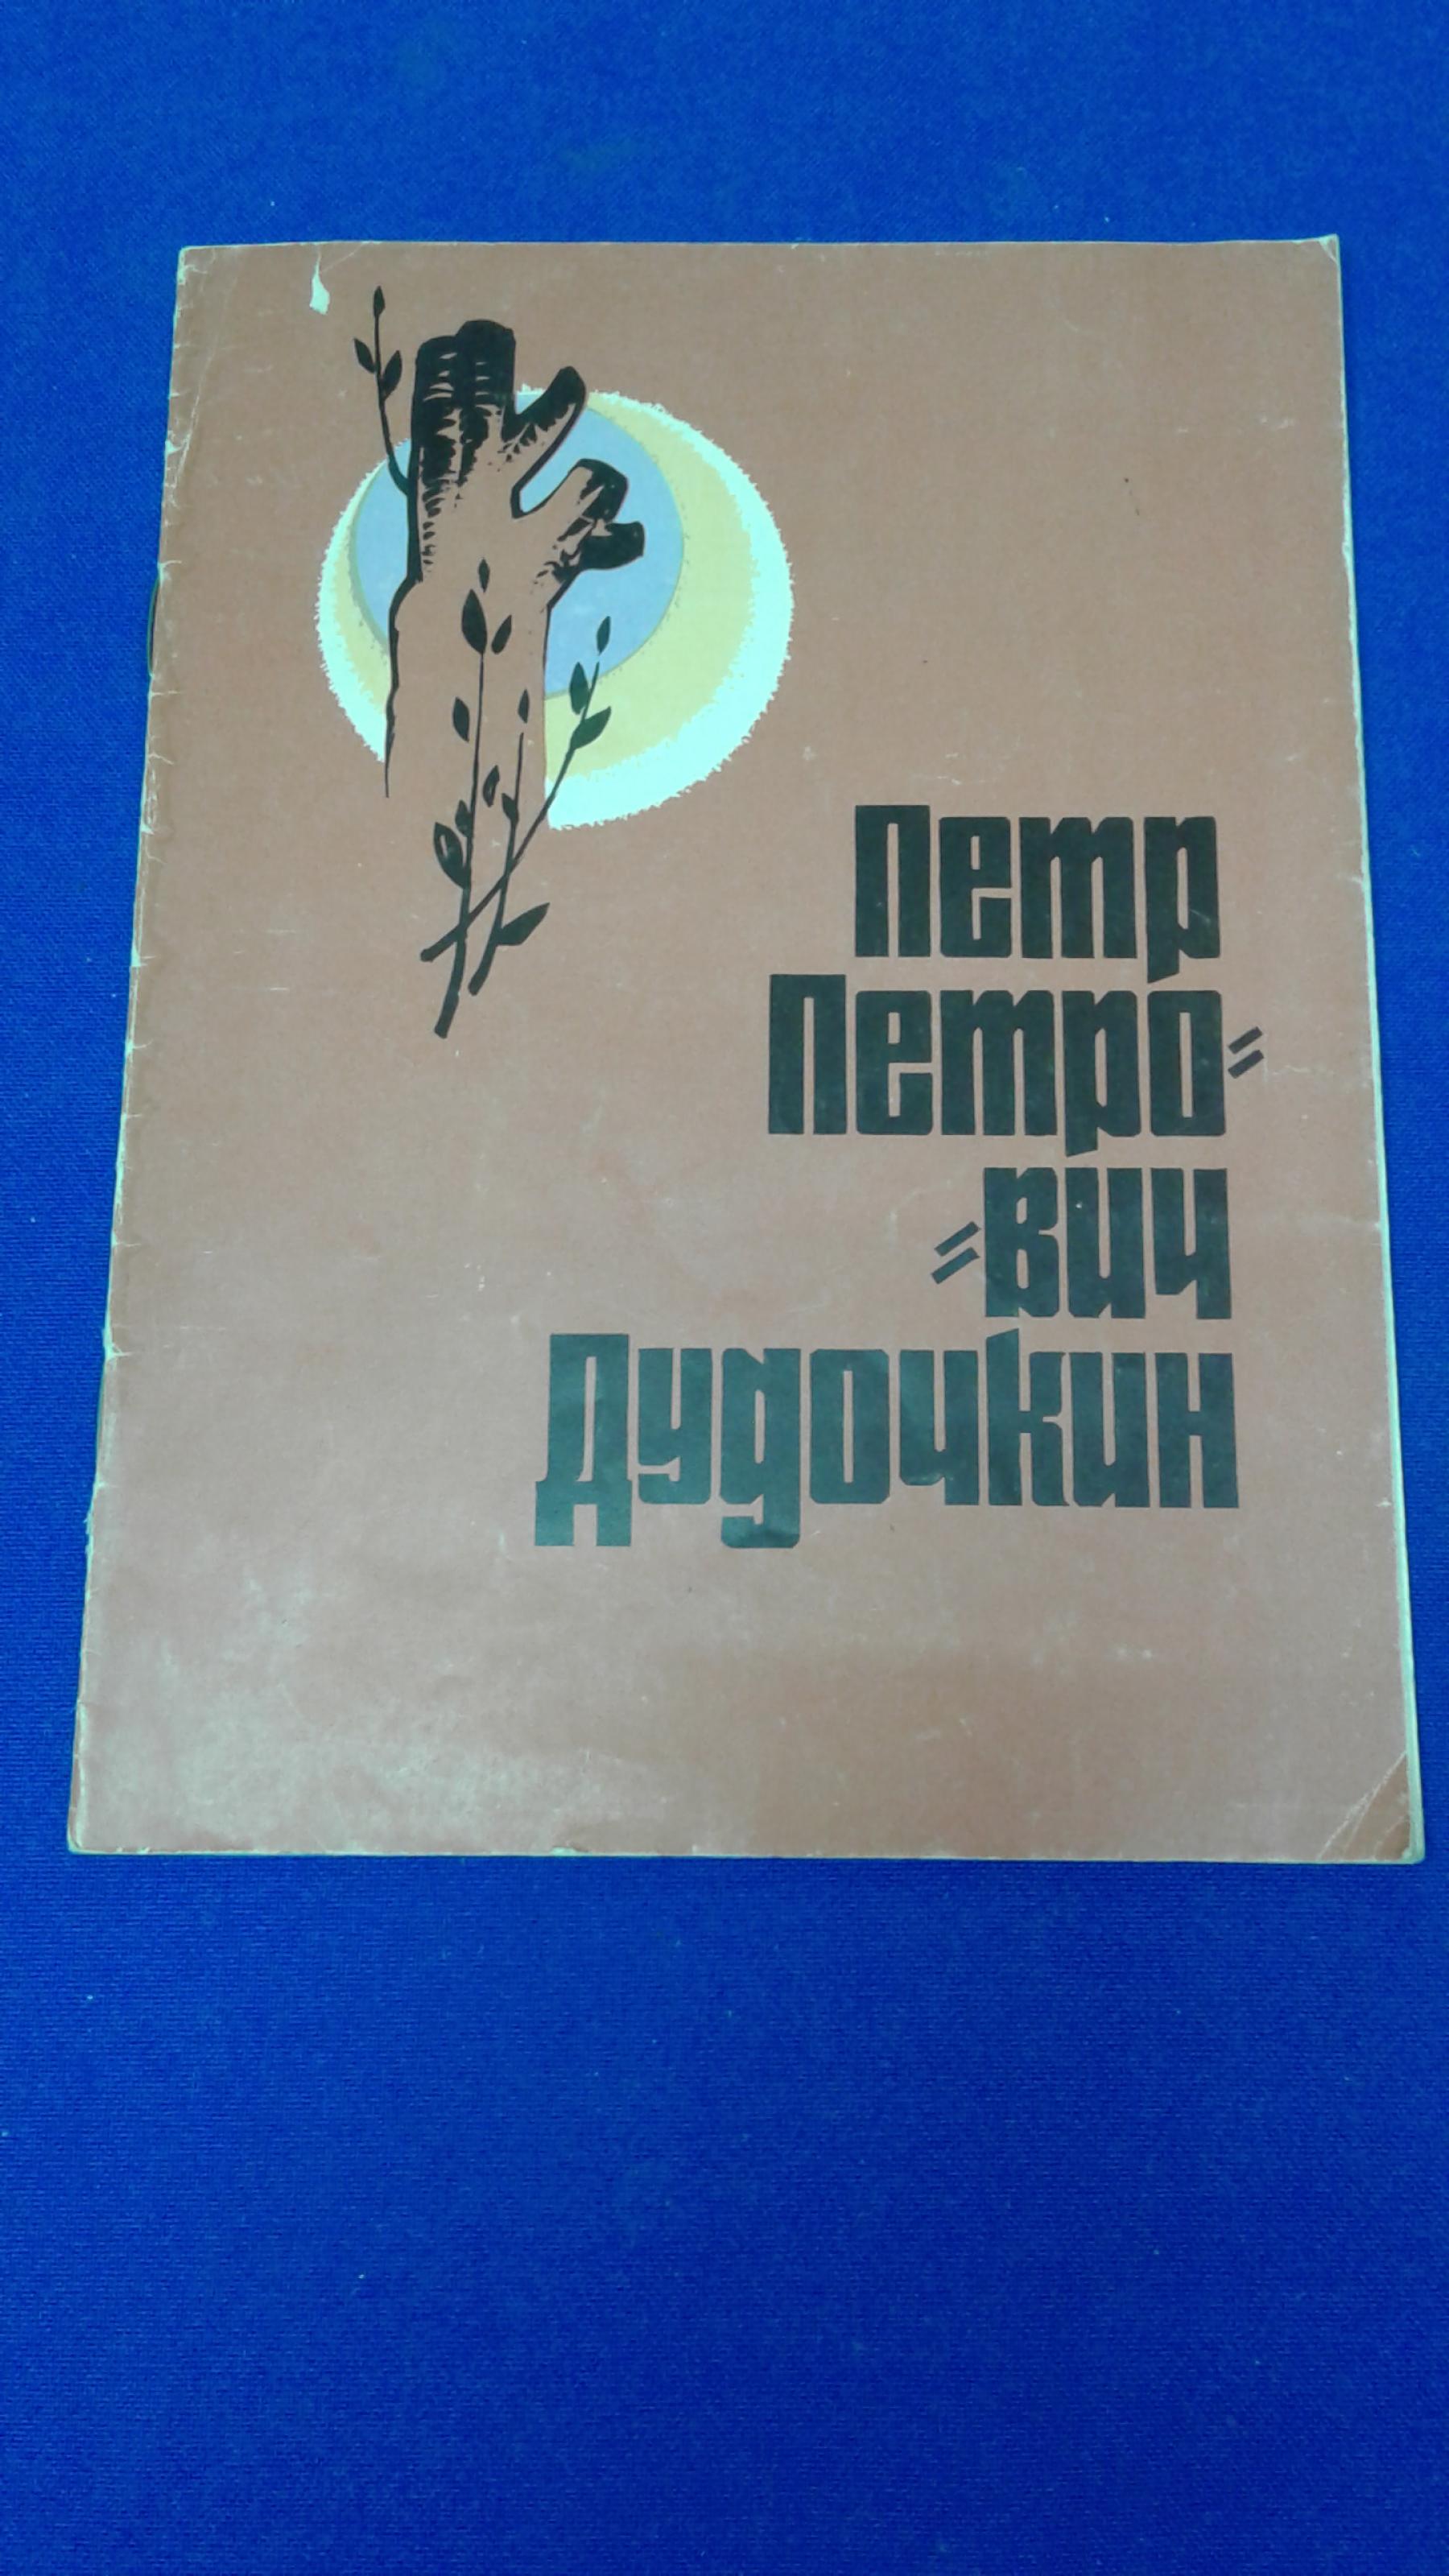 Петр
Петро=
=вич
Дудочкин